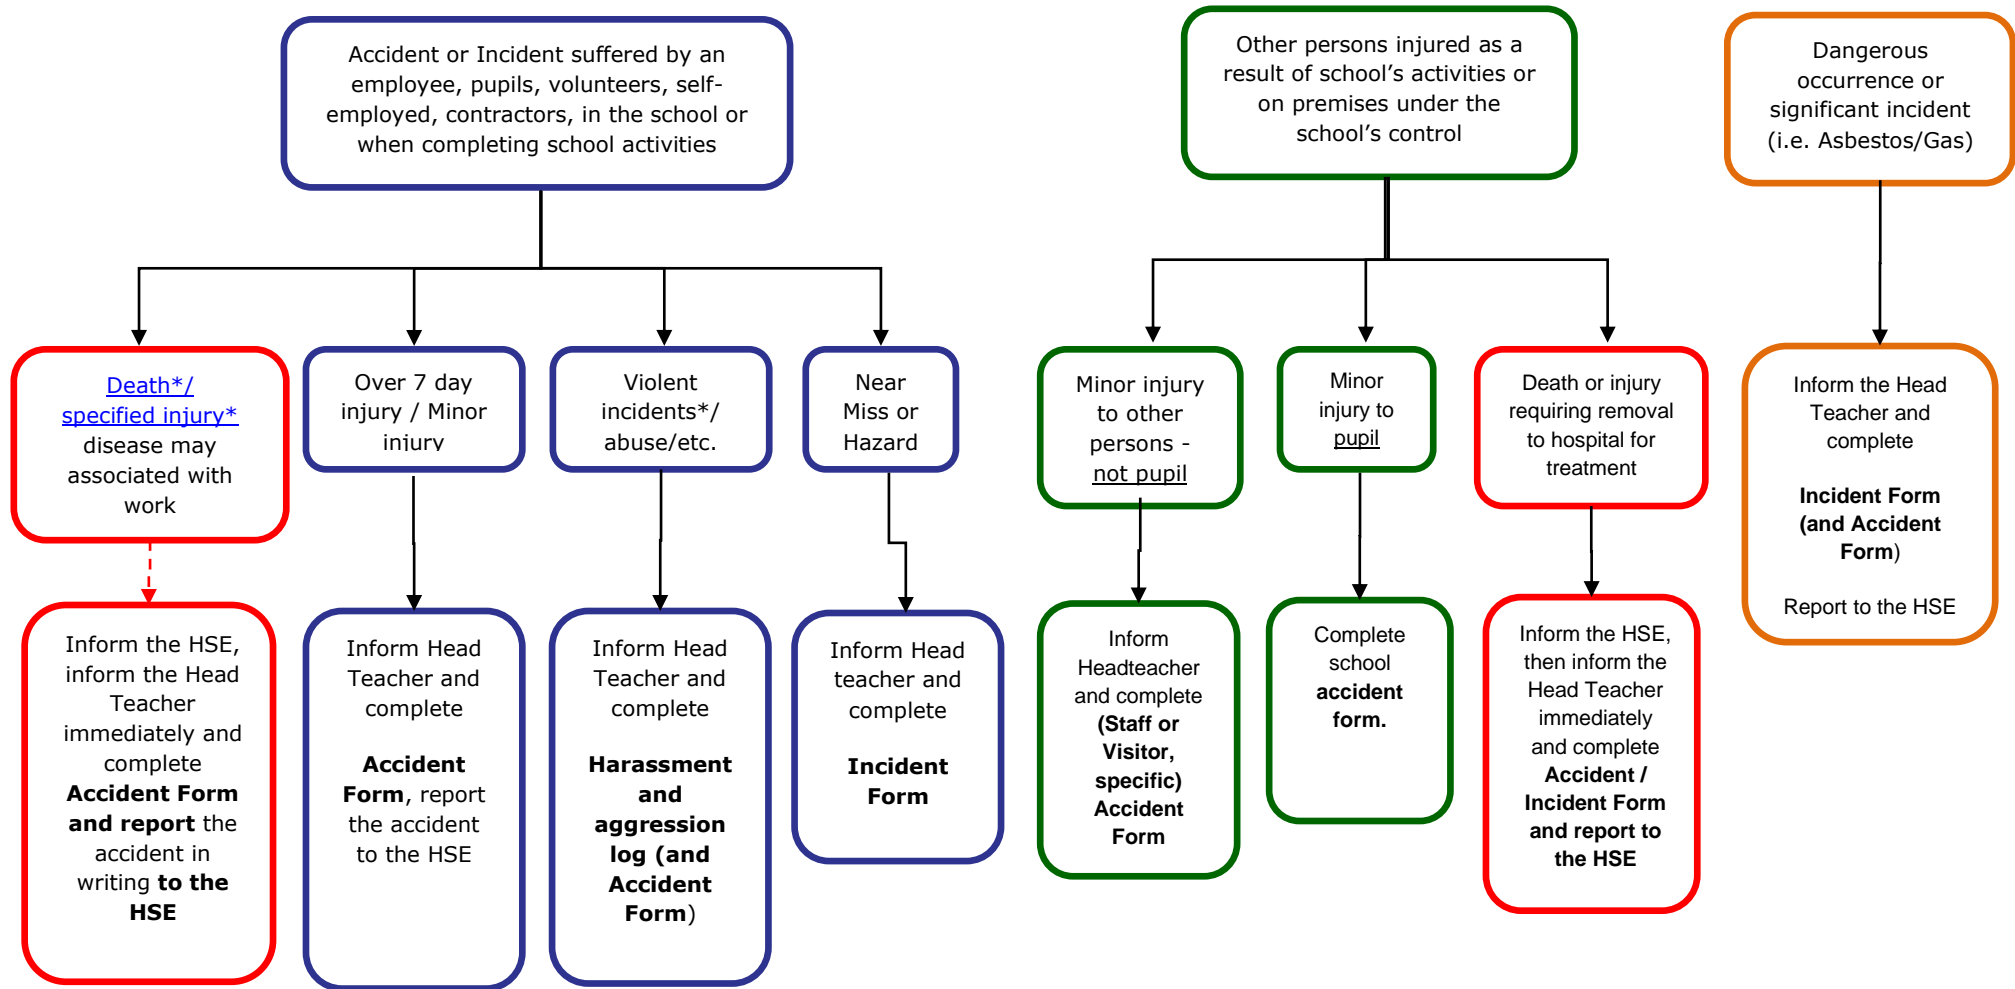 Accident or Incident suffered by an
employee, pupils, volunteers, self-
employed, contractors, in the school or
when completing school activities
Other persons injured as a
result of school’s activities or
on premises under the
school’s control
Dangerous
occurrence or
significant incident
(i.e. Asbestos/Gas)
Death*/
specified injury*
disease may
associated with
work
Over 7 day
injury / Minor
injury
Violent
incidents*/
abuse/etc.
Near
Miss or
Hazard
Minor injury
to other
persons -
not pupil
Minor
injury to
pupil
Death or injury
requiring removal
to hospital for
treatment
Inform the Head
Teacher and
complete
Incident Form
(and Accident
Form)
Report to the HSE
Inform the HSE,
inform the Head
Teacher
immediately and
complete
Accident Form
and report the
accident in
writing to the
HSE
Inform Head
Teacher and
complete
Accident
Form, report
the accident
to the HSE
Inform Head
Teacher and
complete
Harassment
and
aggression
log (and
Accident
Form)
Inform Head
teacher and
complete
Incident
Form
Inform
Headteacher
and complete
(Staff or
Visitor,
specific)
Accident
Form
Complete
school
accident
form.
Inform the HSE,
then inform the
Head Teacher
immediately
and complete
Accident /
Incident Form
and report to
the HSE